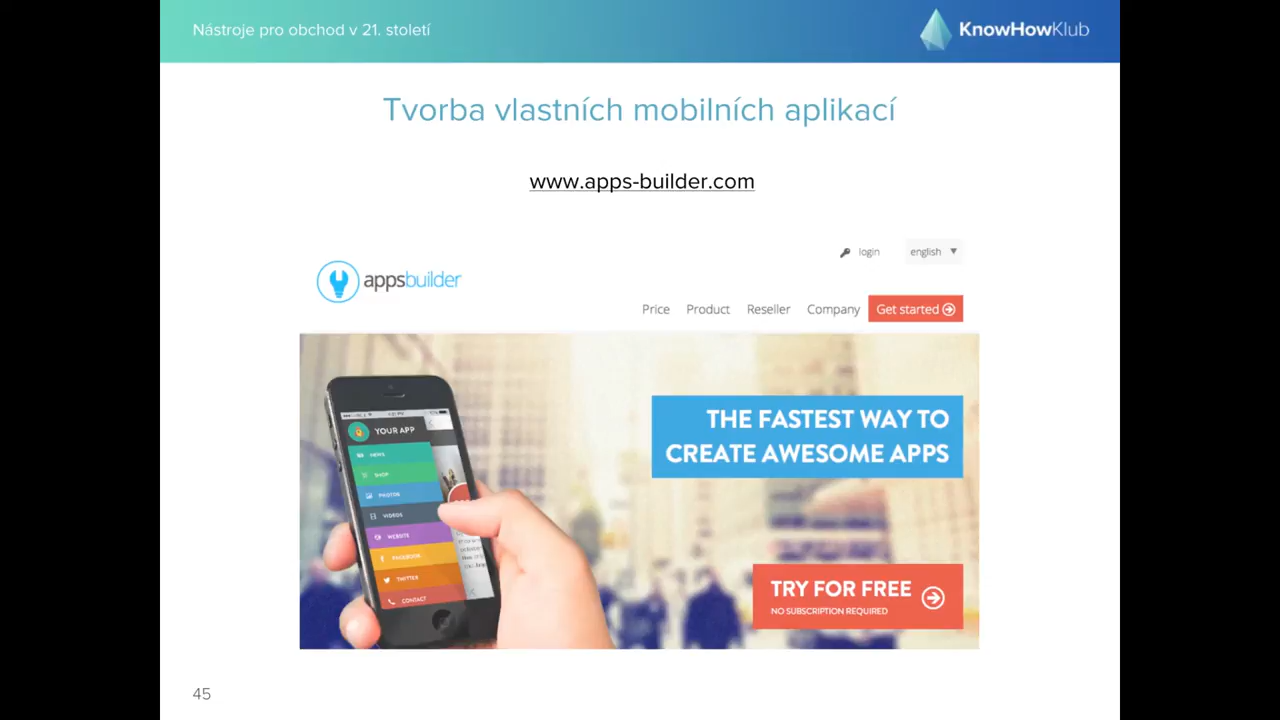 Nástroje pro obchod v 21. století
KnowHowKlub
Tvorba vlastních mobilních aplikací
www.apps-builder.com
login
english
appsbuilder
Price
Product
Reseller
Company
Get started
YOUR APP
NEWS
SHOP
PHOTOS
VIDEOS
WEBSITE
FACEBOOK
TWITTER
CONTACT
THE FASTEST WAY TO
CREATE AWESOME APPS
TRY FOR FREE
NO SUBSCRIPTION REQUIRED
45